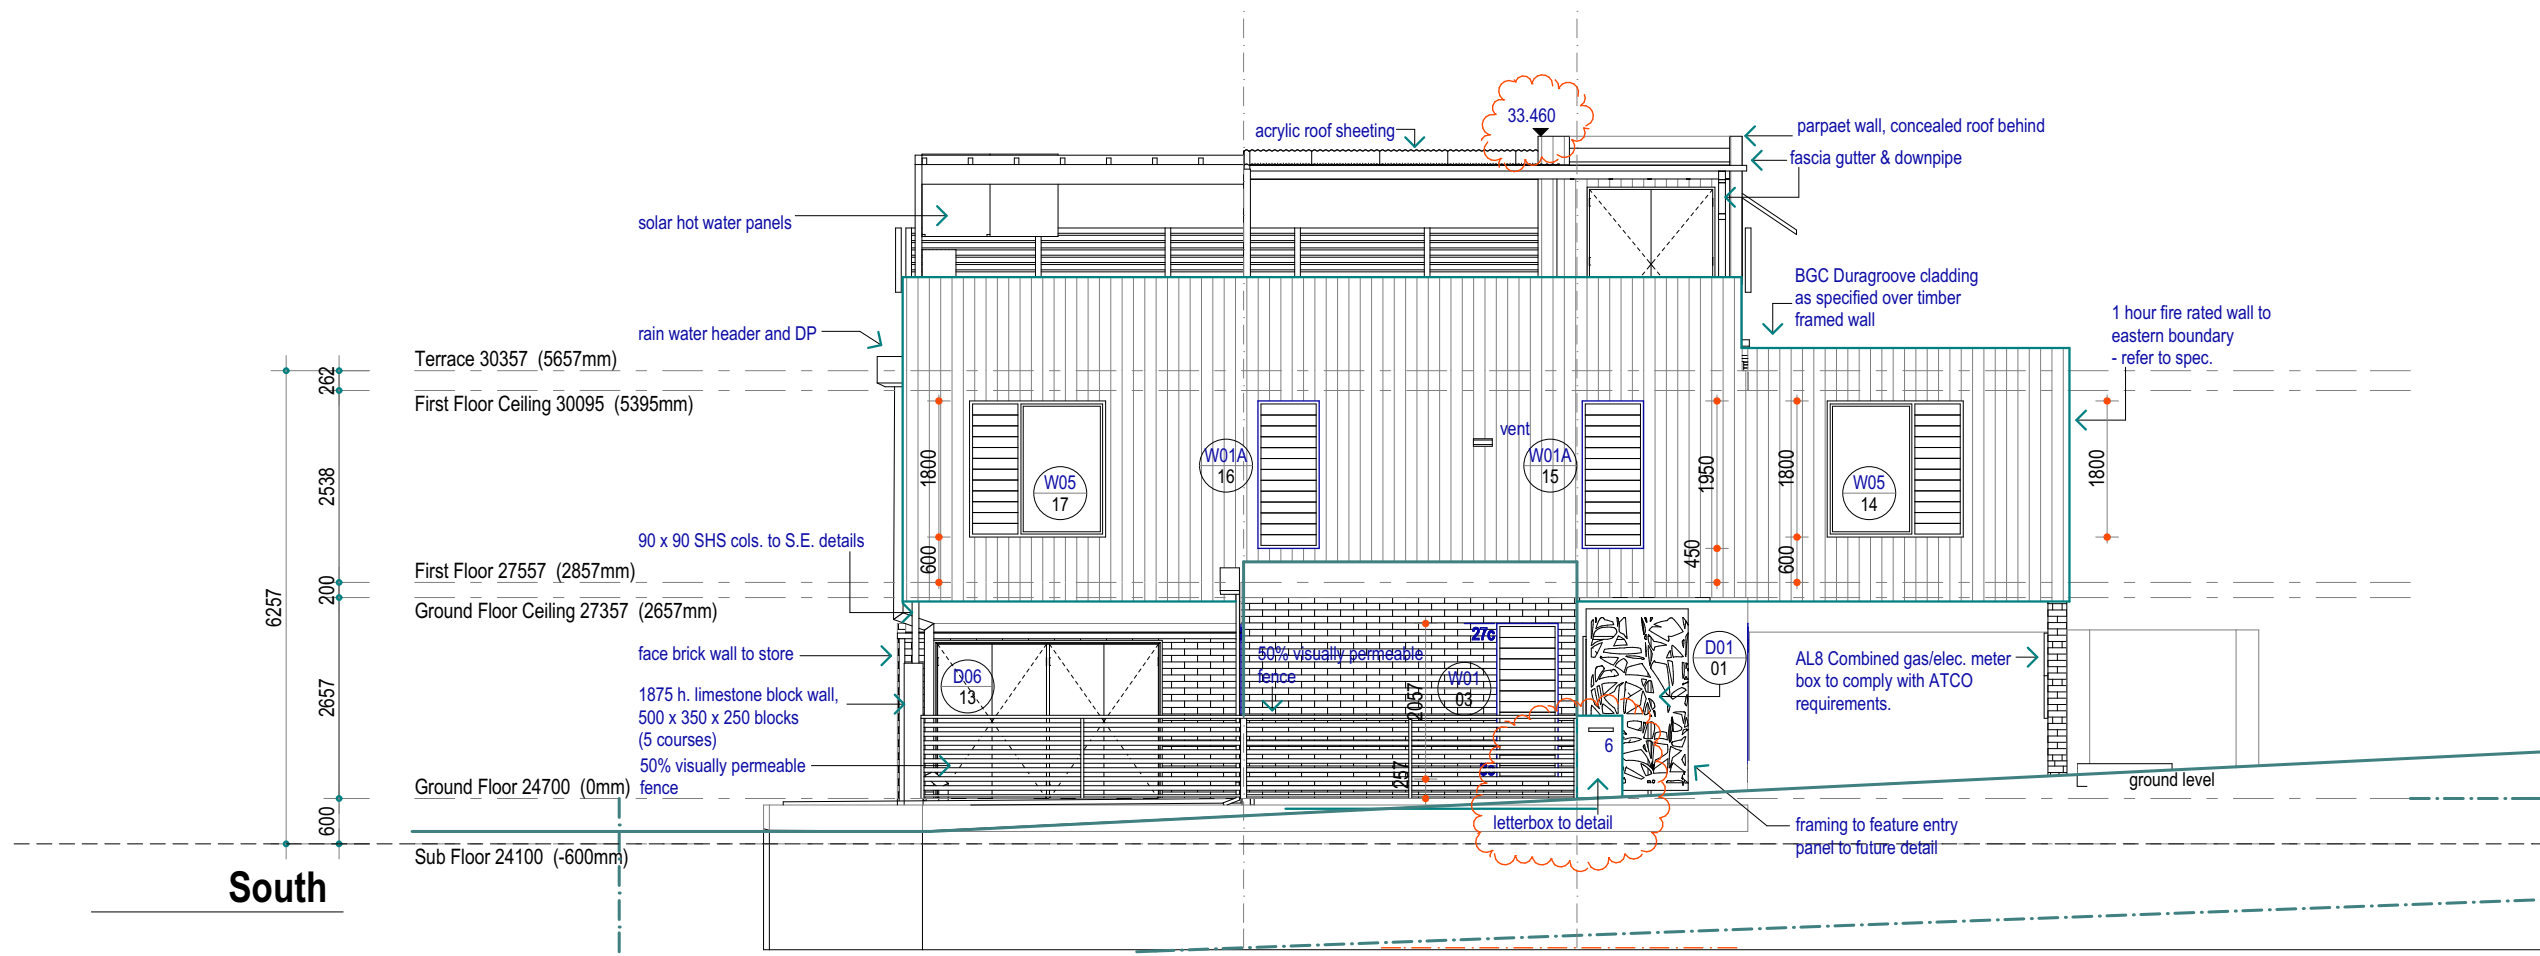 33.460
acrylic roof sheeting
parpaet wall, concealed roof behind
fascia gutter & downpipe
solar hot water panels
BGC Duragroove cladding
as specified over timber
framed wall
1 hour fire rated wall to
eastern boundary
- refer to spec.
rain water header and DP
Terrace 30357 (5657mm)
262
First Floor Ceiling 30095 (5395mm)
vent
W05
17
W01A
16
W01A
15
W05
14
1800
1950
1800
1800
2538
90 x 90 SHS cols. to S.E. details
600
450
600
First Floor 27557 (2857mm)
200
6257
Ground Floor Ceiling 27357 (2657mm)
27c
face brick wall to store
50% visually permeable
fence
D01
01
AL8 Combined gas/elec. meter
box to comply with ATCO
requirements.
D06
13
W01
03
2657
2057
1875 h. limestone block wall,
500 x 350 x 250 blocks
(5 courses)
6
50% visually permeable
fence
257
Ground Floor 24700 (0mm)
ground level
600
letterbox to detail
framing to feature entry
panel to future detail
Sub Floor 24100 (-600mm)
South